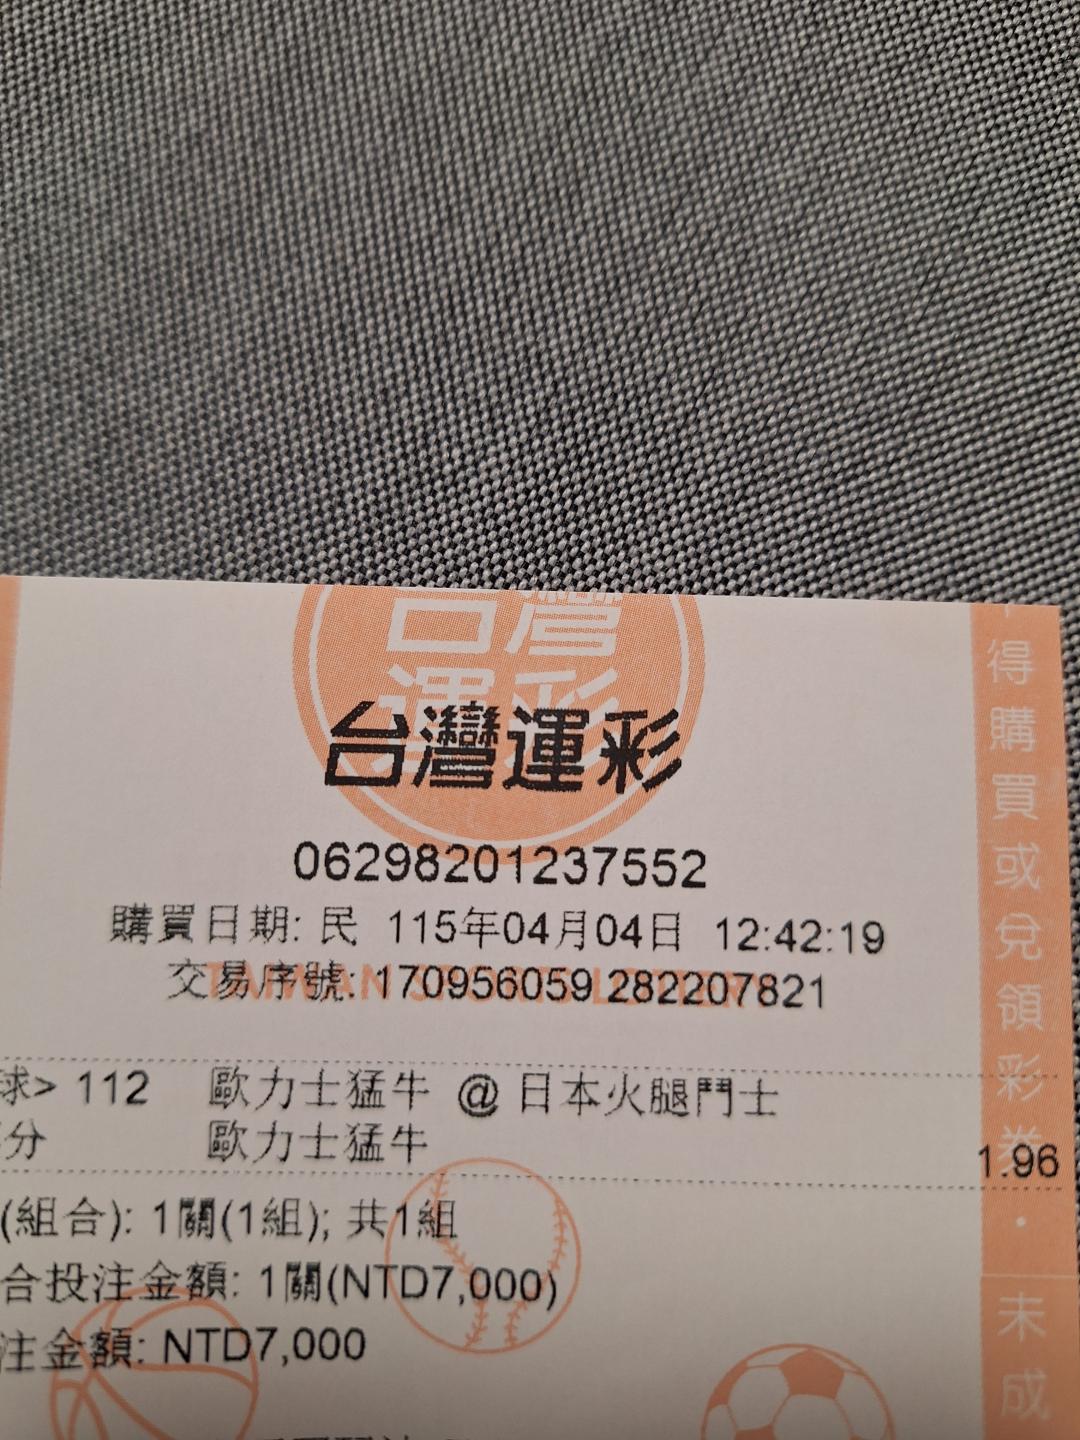 台灣
運彩
台灣運彩
06298201237552
購買日期: 民 115年04月04日 12:42:19
交易序號: 170956059 282207821
球> 112 歐力士猛牛 @ 日本火腿鬥士
分 歐力士猛牛 1.96
(組合): 1關(1組); 共1組
合投注金額: 1關(NTD7,000)
注金額: NTD7,000
得購買或兌領彩券・未成